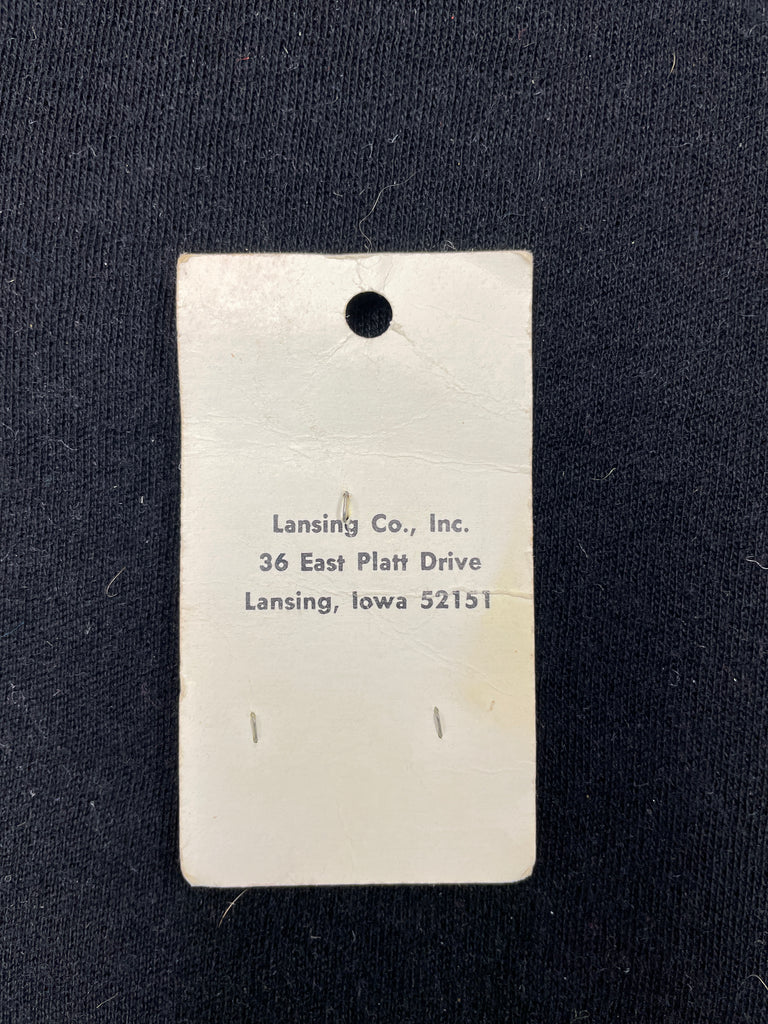 Lansing Co., Inc.
36 East Platt Drive
Lansing, Iowa 52151